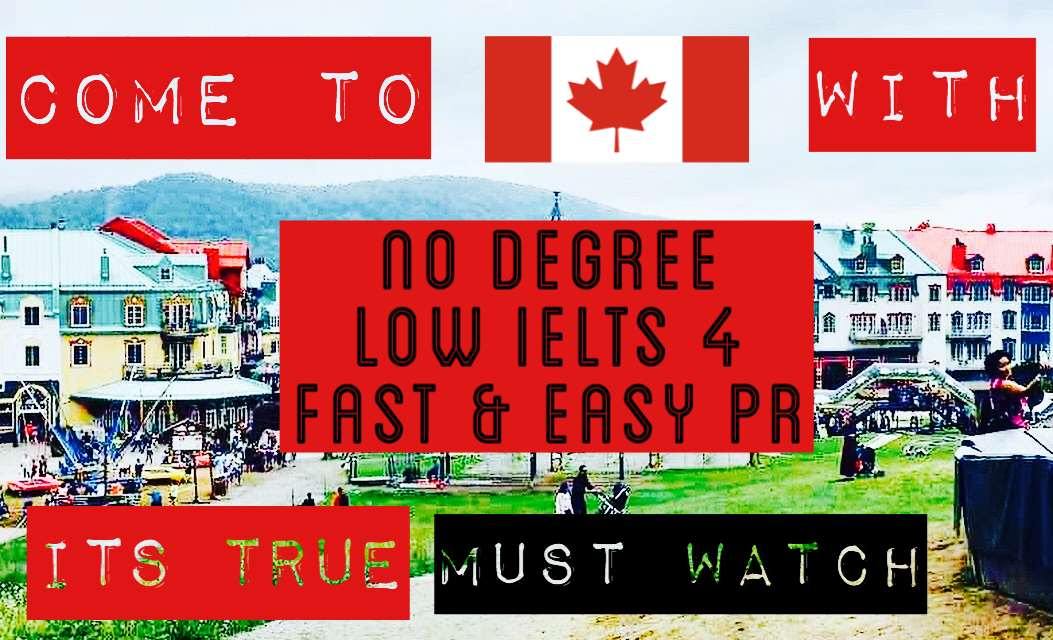 COME TO WITH
NO DEGREE
LOW IELTS 4
FAST & EASY PR
ITS TRUE MUST WATCH